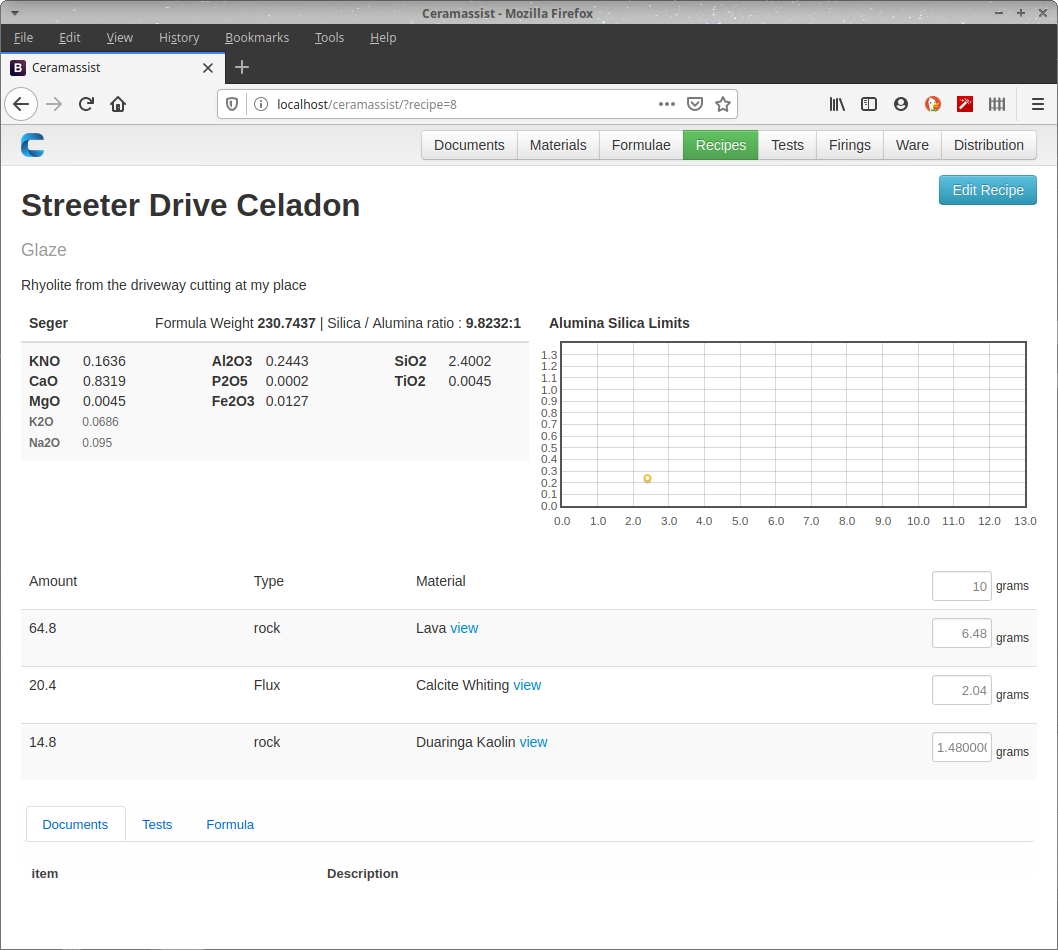 Ceramassist - Mozilla Firefox
File Edit View History Bookmarks Tools Help
B Ceramassist
localhost/ceramassist/?recipe=8
Documents Materials Formulae Recipes Tests Firings Ware Distribution
Streeter Drive Celadon
Edit Recipe
Glaze
Rhyolite from the driveway cutting at my place
Seger Formula Weight 230.7437 | Silica / Alumina ratio : 9.8232:1
KNO 0.1636 Al2O3 0.2443 SiO2 2.4002
CaO 0.8319 P2O5 0.0002 TiO2 0.0045
MgO 0.0045 Fe2O3 0.0127
K2O 0.0686
Na2O 0.095
Alumina Silica Limits
1.3
1.2
1.1
1.0
0.9
0.8
0.7
0.6
0.5
0.4
0.3
0.2
0.1
0.0
0.0 1.0 2.0 3.0 4.0 5.0 6.0 7.0 8.0 9.0 10.0 11.0 12.0 13.0
Amount Type Material 10 grams
64.8 rock Lava view 6.48 grams
20.4 Flux Calcite Whiting view 2.04 grams
14.8 rock Duaringa Kaolin view 1.48000 grams
Documents Tests Formula
item Description